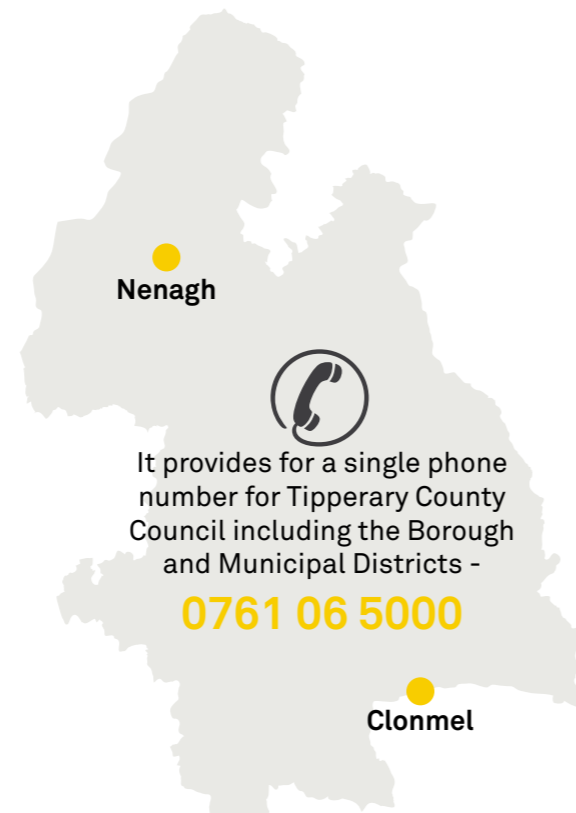 Nenagh
It provides for a single phone
number for Tipperary County
Council including the Borough
and Municipal Districts -
0761 06 5000
Clonmel